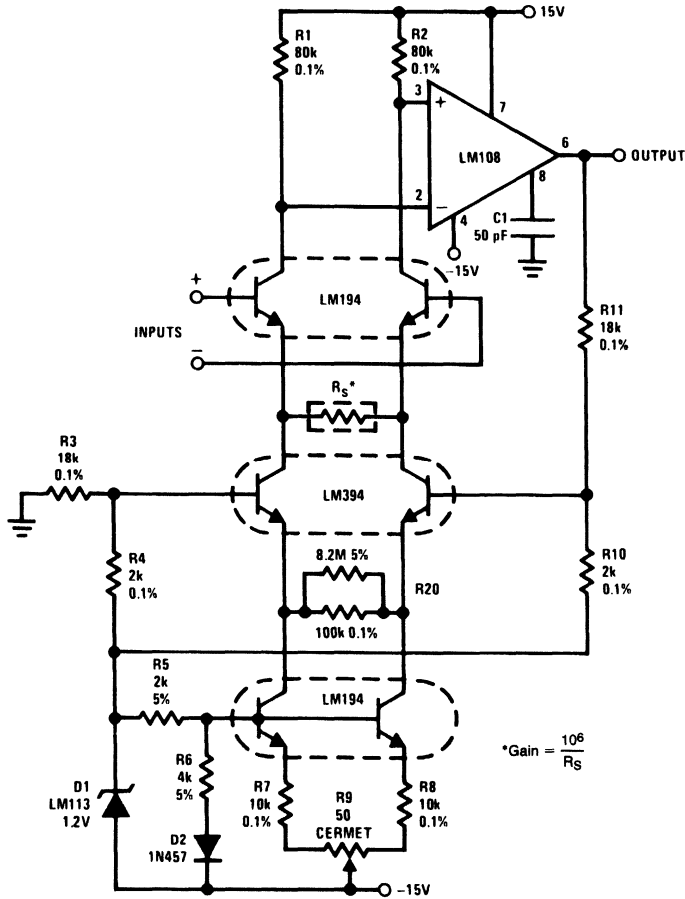 15V
R1
80k
0.1%
R2
80k
0.1%
3
+
7
LM108
6
OUTPUT
8
2
−
4
C1
50 pF
−15V
+
LM194
INPUTS
−
R11
18k
0.1%
RS*
R3
18k
0.1%
LM394
R4
2k
0.1%
8.2M 5%
R20
R10
2k
0.1%
100k 0.1%
R5
2k
5%
LM194
*Gain = 10⁶
RS
R6
4k
5%
R7
10k
0.1%
R9
50
CERMET
R8
10k
0.1%
D1
LM113
1.2V
D2
1N457
−15V